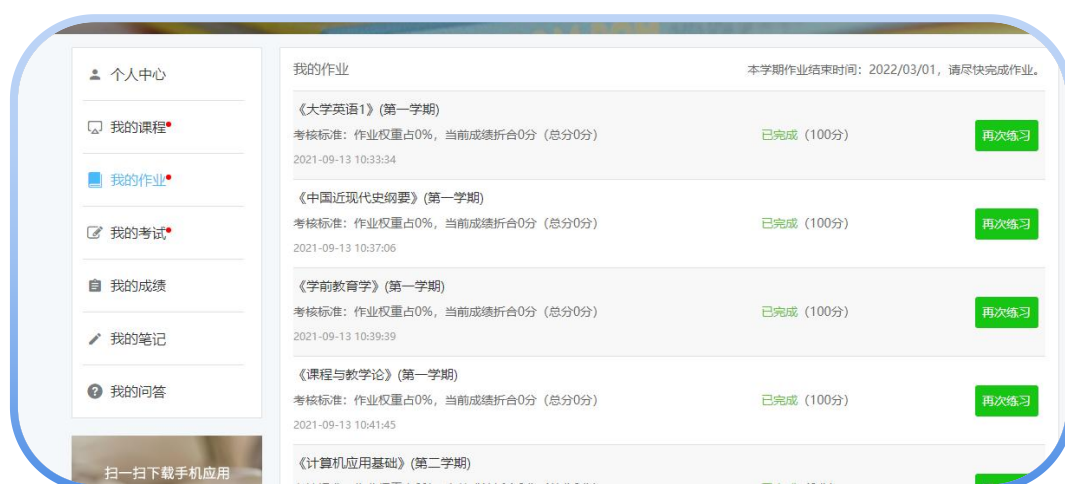 个人中心
我的课程
我的作业
我的考试
我的成绩
我的笔记
我的问答
扫一扫下载手机应用
我的作业
本学期作业结束时间：2022/03/01，请尽快完成作业。
《大学英语1》(第一学期)
考核标准：作业权重占0%，当前成绩折合0分（总分0分）
已完成（100分）
再次练习
2021-09-13 10:33:34
《中国近现代史纲要》(第一学期)
考核标准：作业权重占0%，当前成绩折合0分（总分0分）
已完成（100分）
再次练习
2021-09-13 10:37:06
《学前教育学》(第一学期)
考核标准：作业权重占0%，当前成绩折合0分（总分0分）
已完成（100分）
再次练习
2021-09-13 10:39:39
《课程与教学论》(第一学期)
考核标准：作业权重占0%，当前成绩折合0分（总分0分）
已完成（100分）
再次练习
2021-09-13 10:41:45
《计算机应用基础》(第二学期)